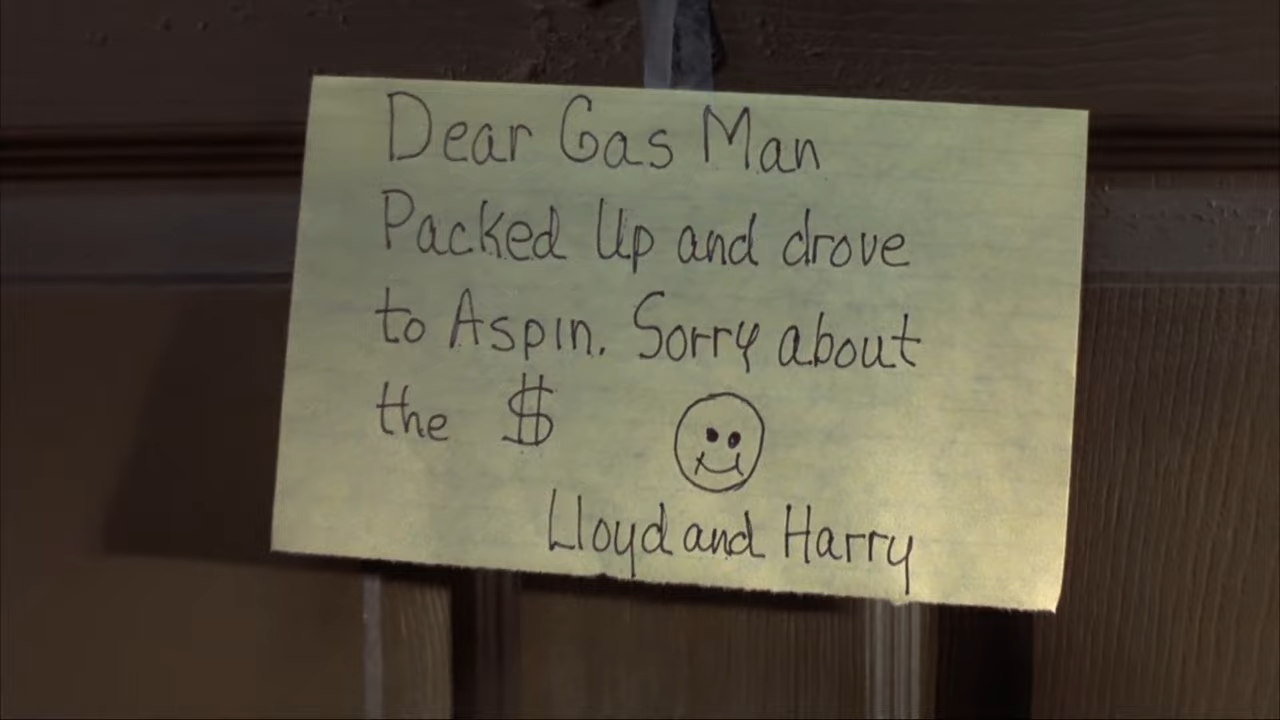 Dear Gas Man
Packed Up and drove
to Aspin. Sorry about
the $
Lloyd and Harry